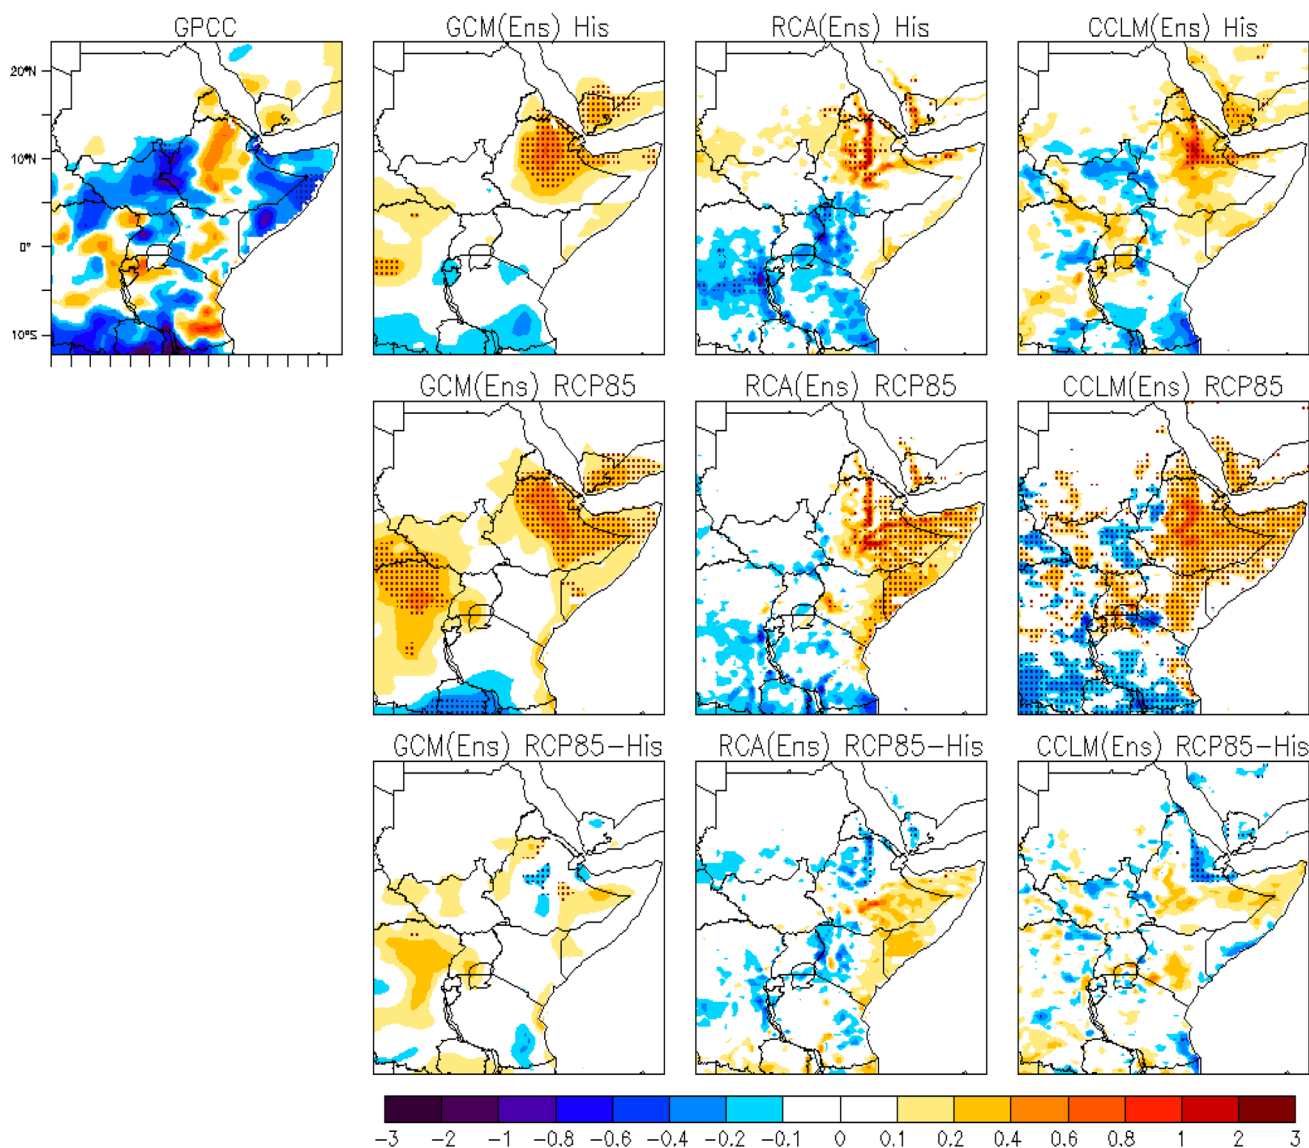 GPCC GCM(Ens) His RCA(Ens) His CCLM(Ens) His
20°N
10°N
0°
10°S
GCM(Ens) RCP85 RCA(Ens) RCP85 CCLM(Ens) RCP85
GCM(Ens) RCP85-His RCA(Ens) RCP85-His CCLM(Ens) RCP85-His
-3 -2 -1 -0.8 -0.6 -0.4 -0.2 -0.1 0 0.1 0.2 0.4 0.6 0.8 1 2 3